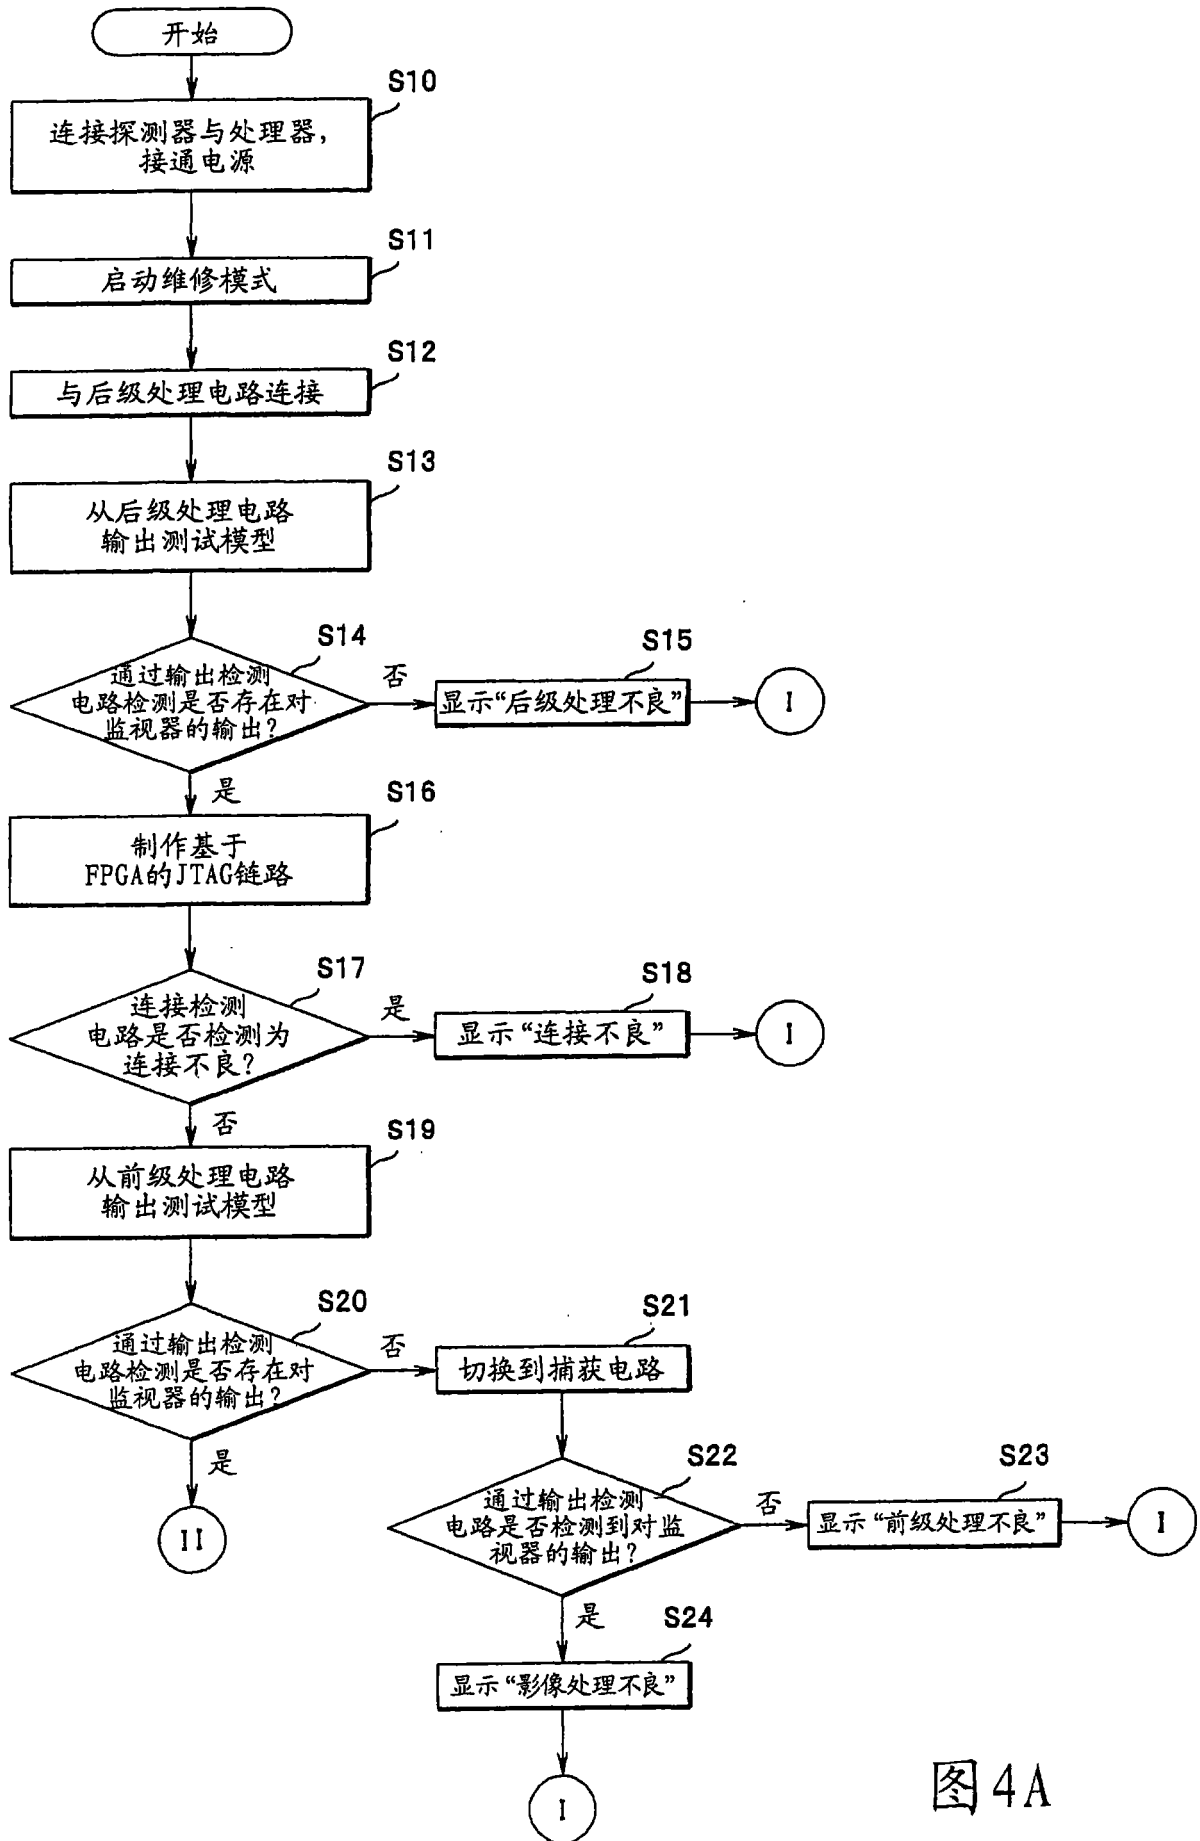 开始
S10
连接探测器与处理器,
接通电源
S11
启动维修模式
S12
与后级处理电路连接
S13
从后级处理电路
输出测试模型
S14
通过输出检测
电路检测是否存在对
监视器的输出?
否
S15
显示“后级处理不良”
I
是
S16
制作基于
FPGA的JTAG链路
S17
连接检测
电路是否检测为
连接不良?
是
S18
显示“连接不良”
I
否
S19
从前级处理电路
输出测试模型
S20
通过输出检测
电路检测是否存在对
监视器的输出?
否
S21
切换到捕获电路
是
II
S22
通过输出检测
电路是否检测到对监
视器的输出?
否
S23
显示“前级处理不良”
I
是
S24
显示“影像处理不良”
I
图4A